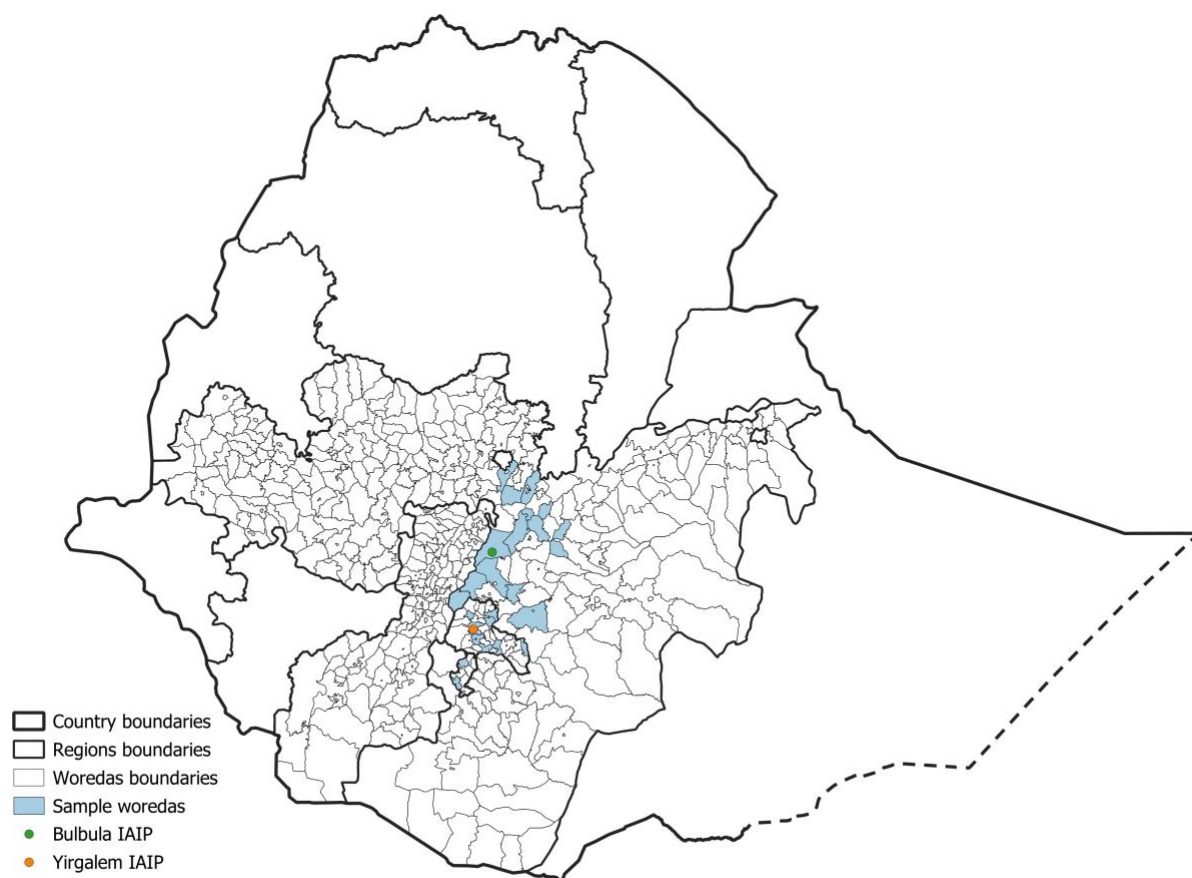 Country boundaries
Regions boundaries
Woredas boundaries
Sample woredas
Bulbula IAIP
Yirgalem IAIP